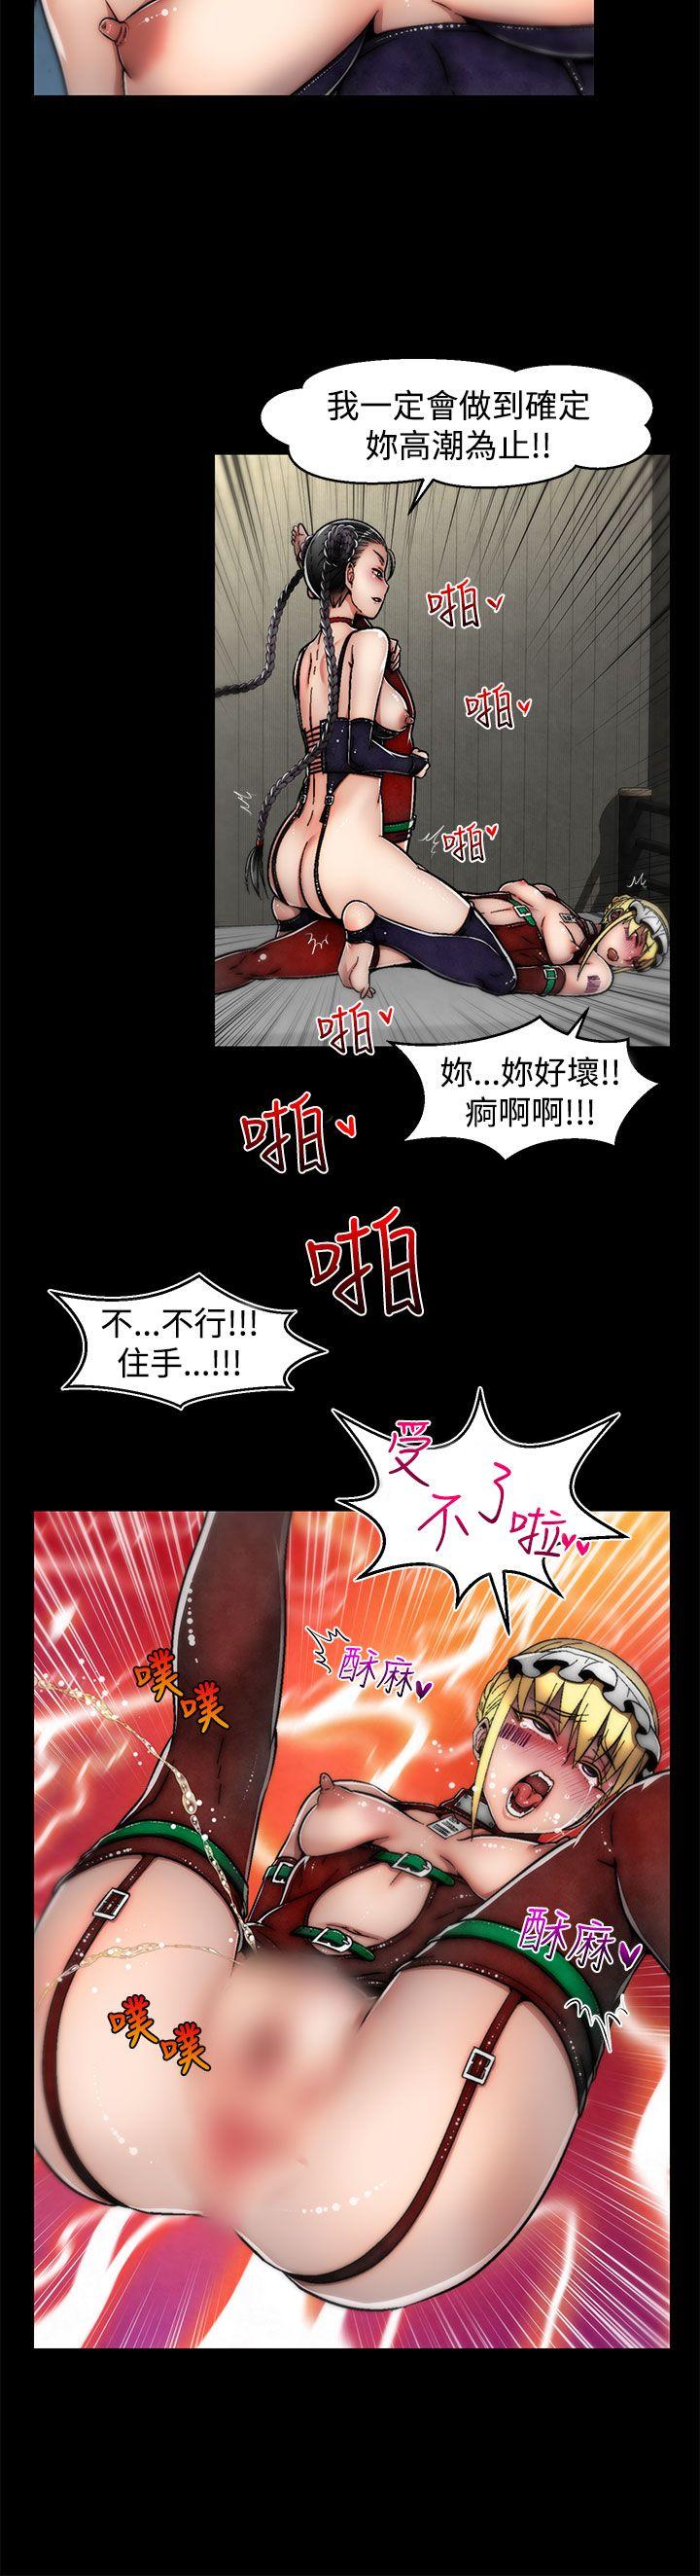 我一定會做到確定
妳高潮為止!!
啪
啪
啪
啪
妳...妳好壞!!
痾啊啊!!!
啪
啪
不...不行!!!
住手...!!!
受
不了啦
酥麻
噗
噗
酥麻
噗
噗